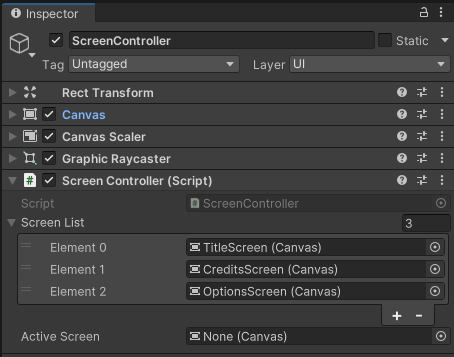 Inspector
ScreenController
Static
Tag Untagged Layer UI
Rect Transform
Canvas
Canvas Scaler
Graphic Raycaster
# Screen Controller (Script)
Script # ScreenController
Screen List 3
Element 0 TitleScreen (Canvas)
Element 1 CreditsScreen (Canvas)
Element 2 OptionsScreen (Canvas)
+ -
Active Screen None (Canvas)